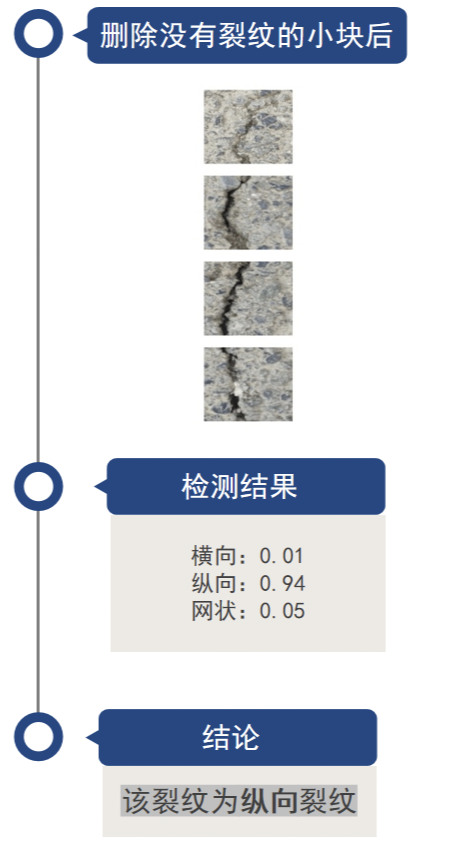 删除没有裂纹的小块后
检测结果
横向：0.01
纵向：0.94
网状：0.05
结论
该裂纹为纵向裂纹